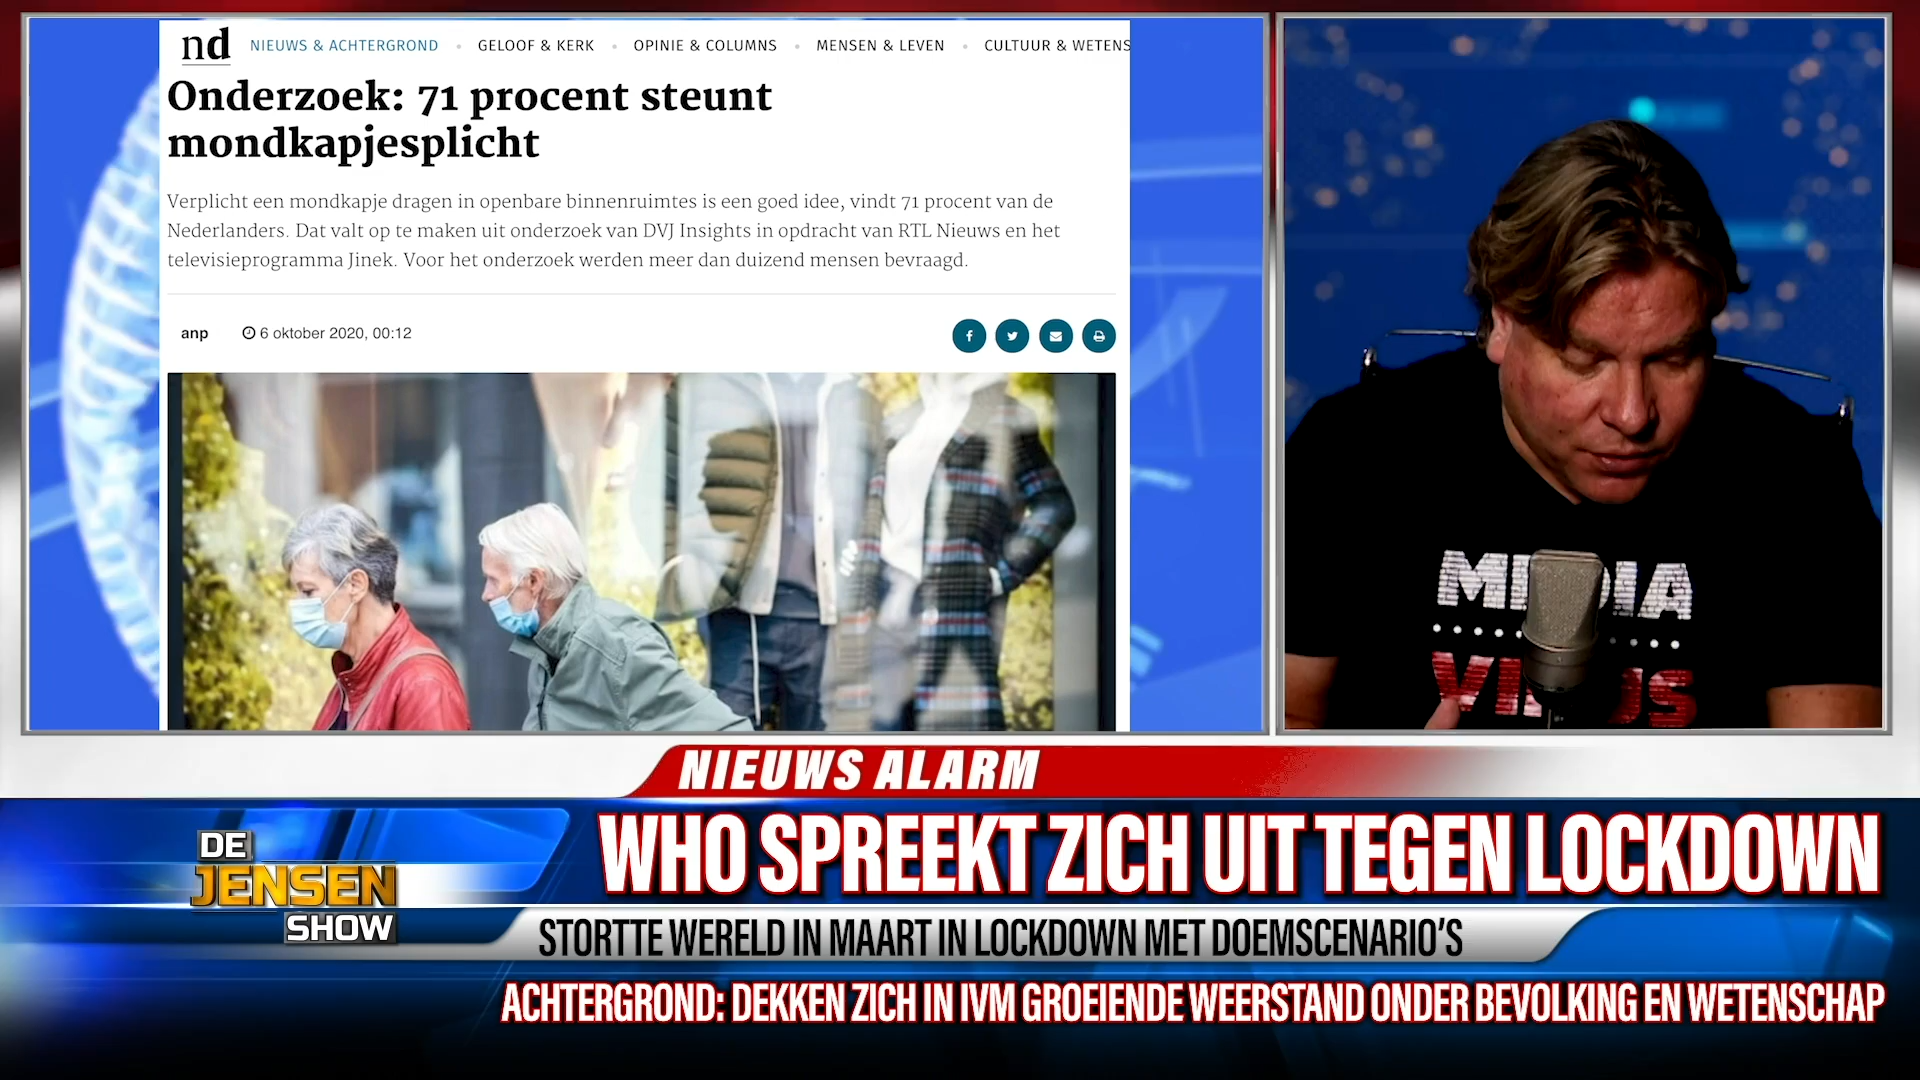 nd
NIEUWS & ACHTERGROND • GELOOF & KERK • OPINIE & COLUMNS • MENSEN & LEVEN • CULTUUR & WETENS
Onderzoek: 71 procent steunt
mondkapjesplicht
Verplicht een mondkapje dragen in openbare binnenruimtes is een goed idee, vindt 71 procent van de
Nederlanders. Dat valt op te maken uit onderzoek van DVJ Insights in opdracht van RTL Nieuws en het
televisieprogramma Jinek. Voor het onderzoek werden meer dan duizend mensen bevraagd.
anp 6 oktober 2020, 00:12
NIEUWS ALARM
DE
JENSEN
SHOW
WHO SPREEKT ZICH UIT TEGEN LOCKDOWN
STORTTE WERELD IN MAART IN LOCKDOWN MET DOEMSCENARIO'S
ACHTERGROND: DEKKEN ZICH IN IVM GROEIENDE WEERSTAND ONDER BEVOLKING EN WETENSCHAP